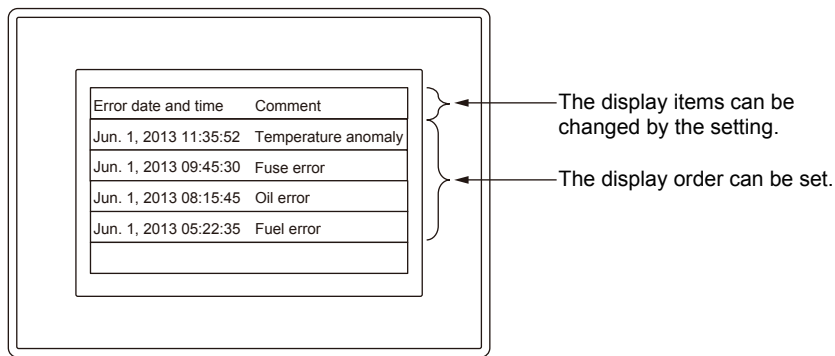 Error date and time Comment
Jun. 1, 2013 11:35:52 Temperature anomaly
Jun. 1, 2013 09:45:30 Fuse error
Jun. 1, 2013 08:15:45 Oil error
Jun. 1, 2013 05:22:35 Fuel error
The display items can be
changed by the setting.
The display order can be set.